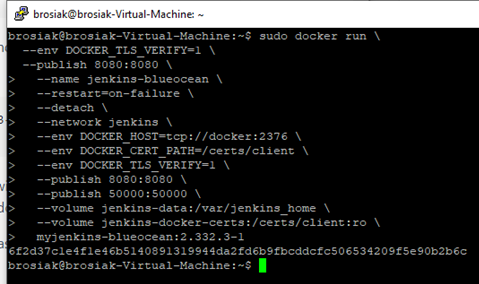 brosiak@brosiak-Virtual-Machine: ~
brosiak@brosiak-Virtual-Machine:~$ sudo docker run \
  --env DOCKER_TLS_VERIFY=1 \
  --publish 8080:8080 \
>   --name jenkins-blueocean \
>   --restart=on-failure \
>   --detach \
>   --network jenkins \
>   --env DOCKER_HOST=tcp://docker:2376 \
>   --env DOCKER_CERT_PATH=/certs/client \
>   --env DOCKER_TLS_VERIFY=1 \
>   --publish 8080:8080 \
>   --publish 50000:50000 \
>   --volume jenkins-data:/var/jenkins_home \
>   --volume jenkins-docker-certs:/certs/client:ro \
>   myjenkins-blueocean:2.332.3-1
6f2d37c1e4f1e46b5140891319944da2fd6b9fbcddcfc506534209f5e90b2b6c
brosiak@brosiak-Virtual-Machine:~$